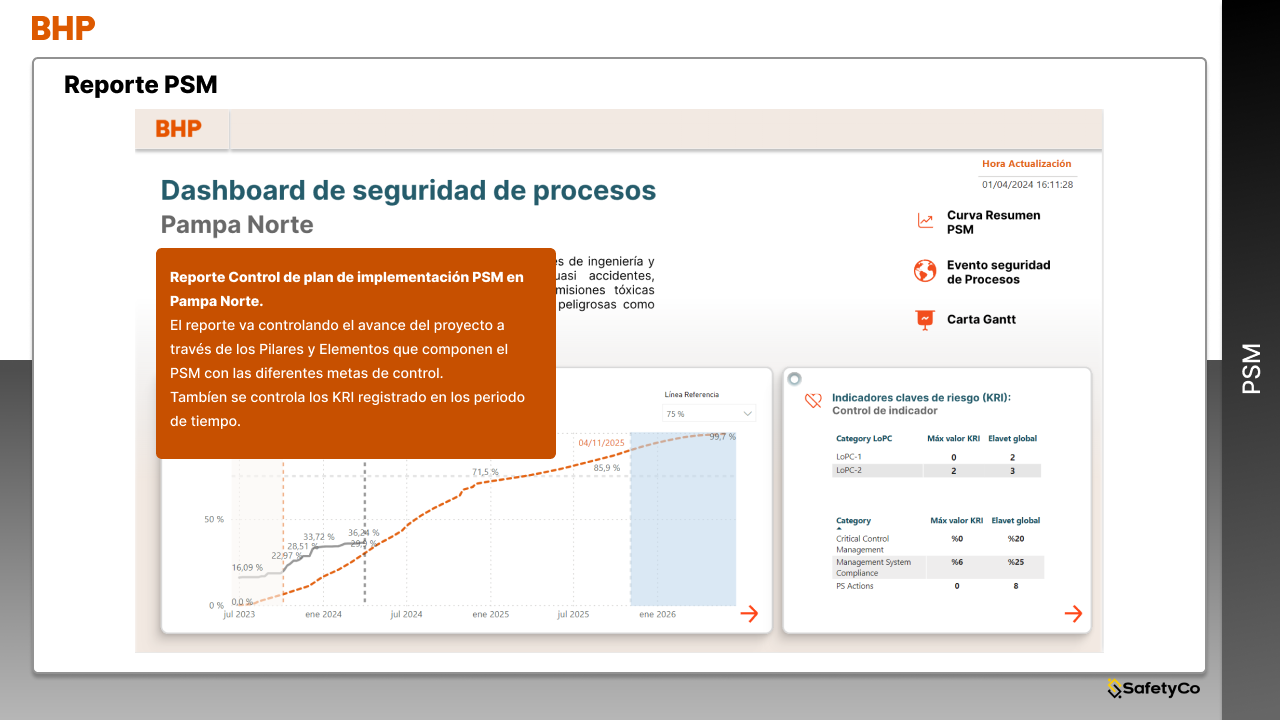 BHP
Reporte PSM
BHP
Hora Actualización
01/04/2024 16:11:28
Dashboard de seguridad de procesos
Pampa Norte
Curva Resumen
PSM
Evento seguridad
de Procesos
Carta Gantt
de ingeniería y
accidentes,
tóxicas
peligrosas como
Reporte Control de plan de implementación PSM en
Pampa Norte.
El reporte va controlando el avance del proyecto a
través de los Pilares y Elementos que componen el
PSM con las diferentes metas de control.
Tambíen se controla los KRI registrado en los periodo
de tiempo.
Línea Referencia
75 %
04/11/2025
99,7 %
71,5 %
85,9 %
50 %
36,24 %
33,72 %
28,51 %
29,9 %
22,97 %
16,09 %
0,0 %
0 %
jul 2023
ene 2024
jul 2024
ene 2025
jul 2025
ene 2026
Indicadores claves de riesgo (KRI):
Control de indicador
Category LoPC Máx valor KRI Elavet global
LoPC-1 0 2
LoPC-2 2 3
Category Máx valor KRI Elavet global
Critical Control
Management %0 %20
Management System
Compliance %6 %25
PS Actions 0 8
PSM
SafetyCo